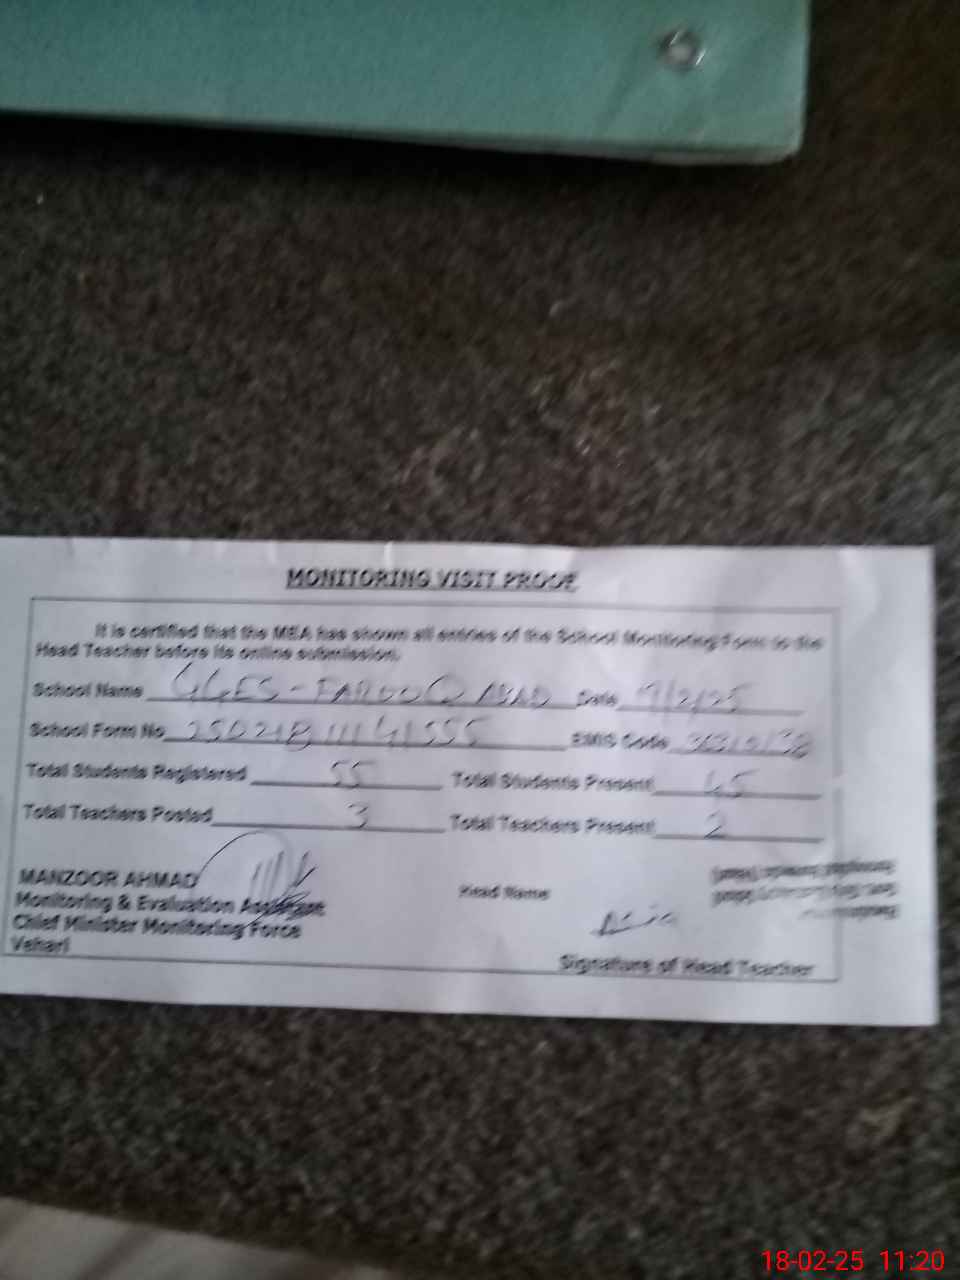 MONITORING VISIT PROOF
It is certified that the MEA has shown all entries of the School Monitoring Form to the
Head Teacher before its online submission.
School Name GGES - FAROOQ ABAD Date /2/25
School Form No EMIS Code
Total Students Registered 55 Total Students Present 45
Total Teachers Posted 3 Total Teachers Present 2
MANZOOR AHMAD
Monitoring & Evaluation Assistant
Chief Minister Monitoring Force
Vehari
Head Name
Signature of Head Teacher
18-02-25 11:20